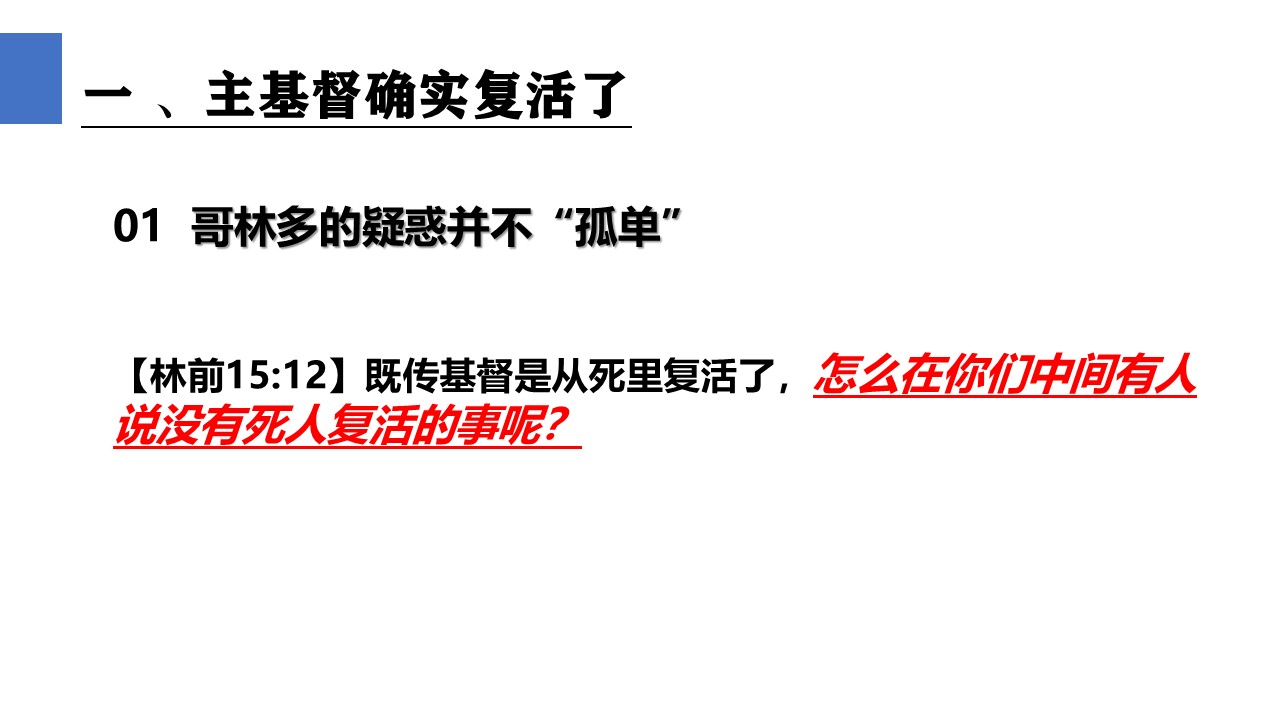 一 、主基督确实复活了
01 哥林多的疑惑并不“孤单”
【林前15:12】既传基督是从死里复活了，怎么在你们中间有人
说没有死人复活的事呢？